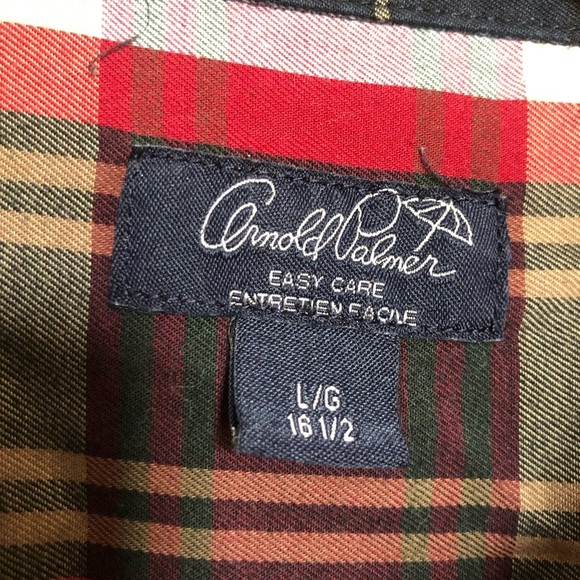 Arnold Palmer
EASY CARE
ENTRETIEN FACILE
L/G
16 1/2